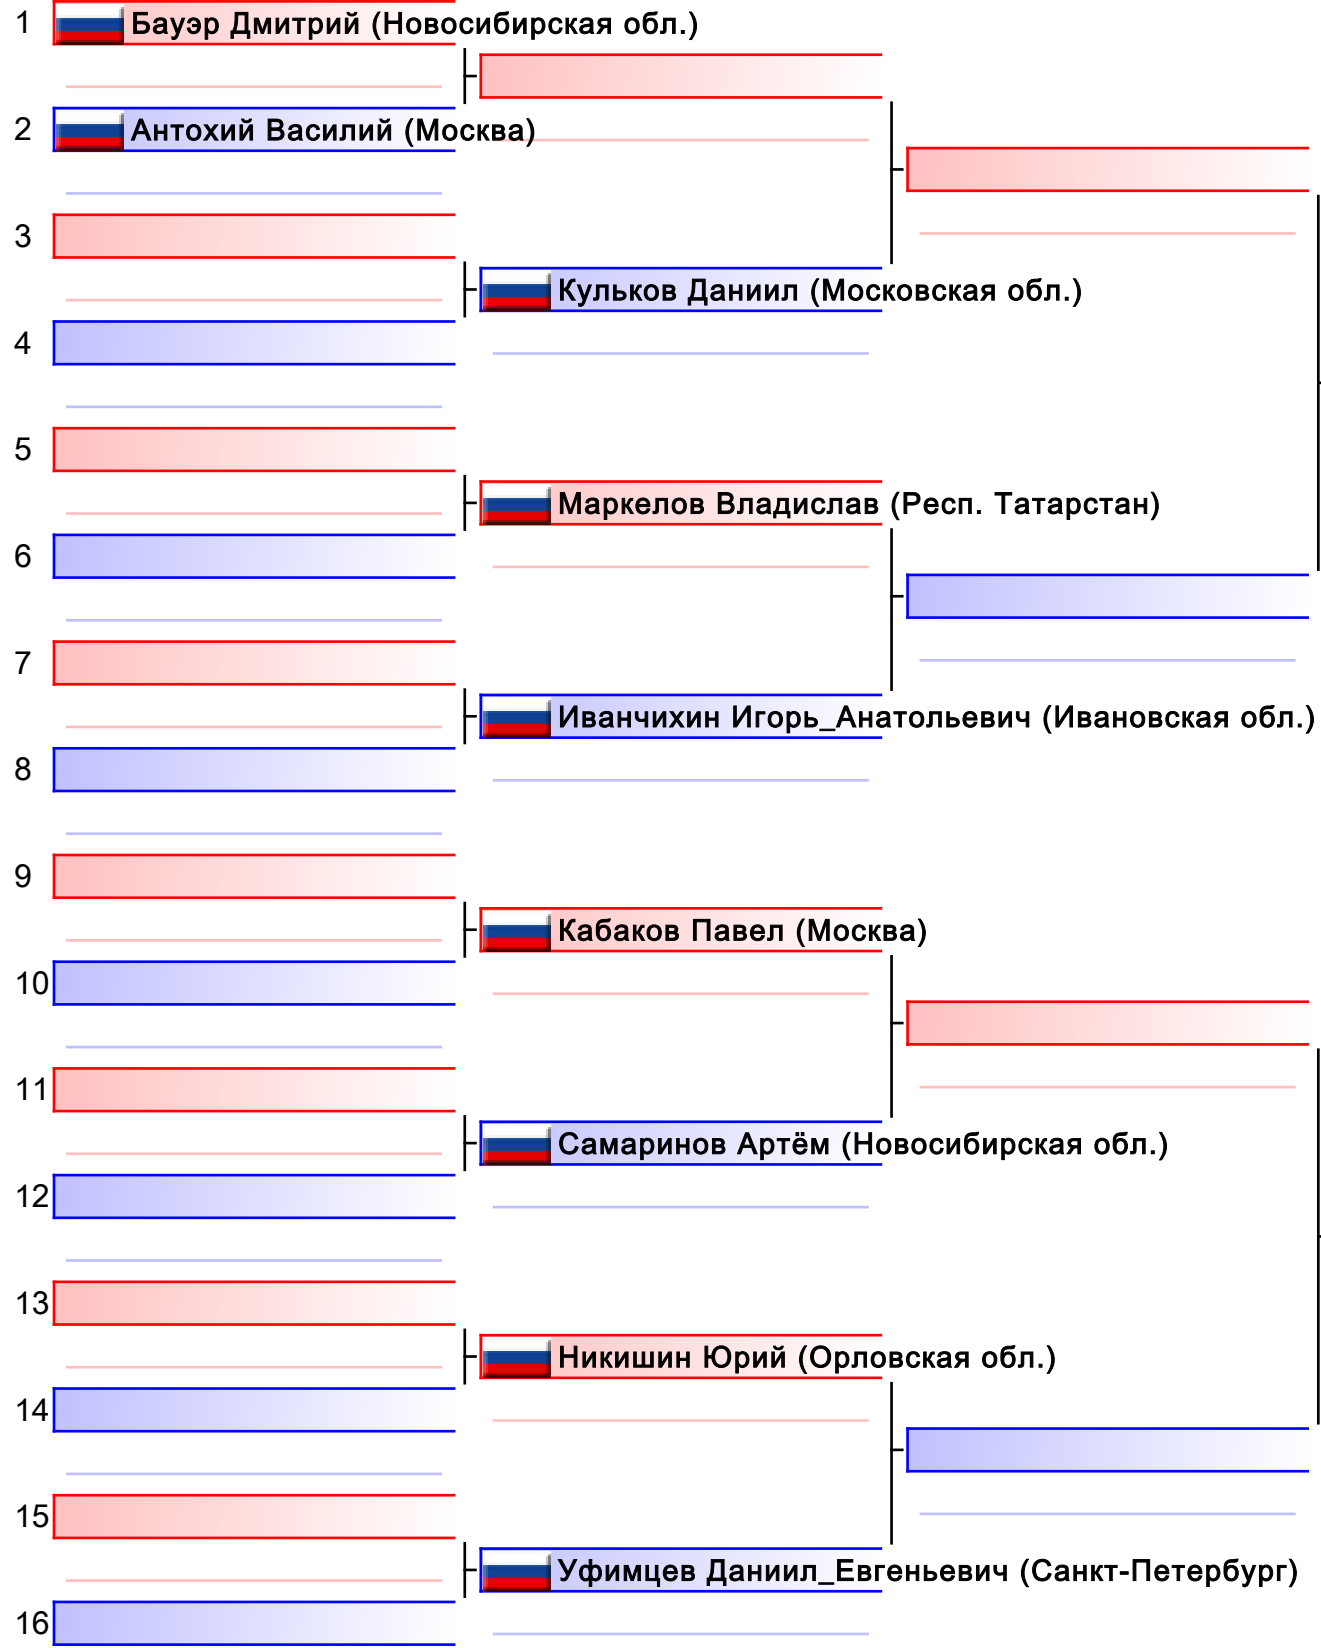 1 Бауэр Дмитрий (Новосибирская обл.)
2 Антохий Василий (Москва)
3
Кульков Даниил (Московская обл.)
4
5
Маркелов Владислав (Респ. Татарстан)
6
7
Иванчихин Игорь_Анатольевич (Ивановская обл.)
8
9
Кабаков Павел (Москва)
10
11
Самаринов Артём (Новосибирская обл.)
12
13
Никишин Юрий (Орловская обл.)
14
15
Уфимцев Даниил_Евгеньевич (Санкт-Петербург)
16